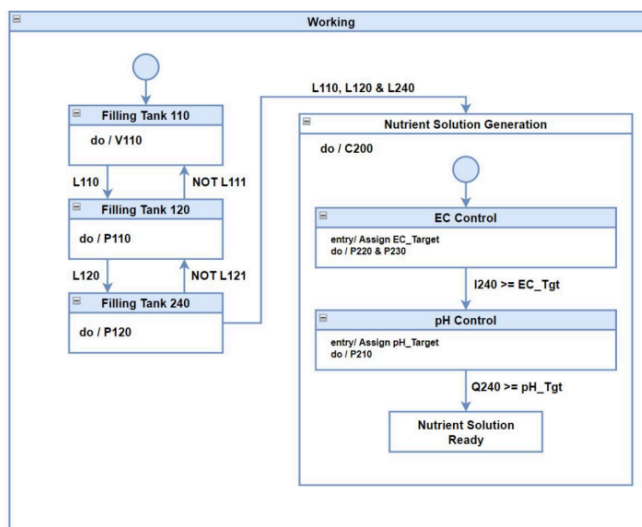 Working
L110, L120 & L240
Filling Tank 110
do / V110
L110
NOT L111
Filling Tank 120
do / P110
L120
NOT L121
Filling Tank 240
do / P120
Nutrient Solution Generation
do / C200
EC Control
entry/ Assign EC_Target
do / P220 & P230
I240 >= EC_Tgt
pH Control
entry/ Assign pH_Target
do / P210
Q240 >= pH_Tgt
Nutrient Solution
Ready